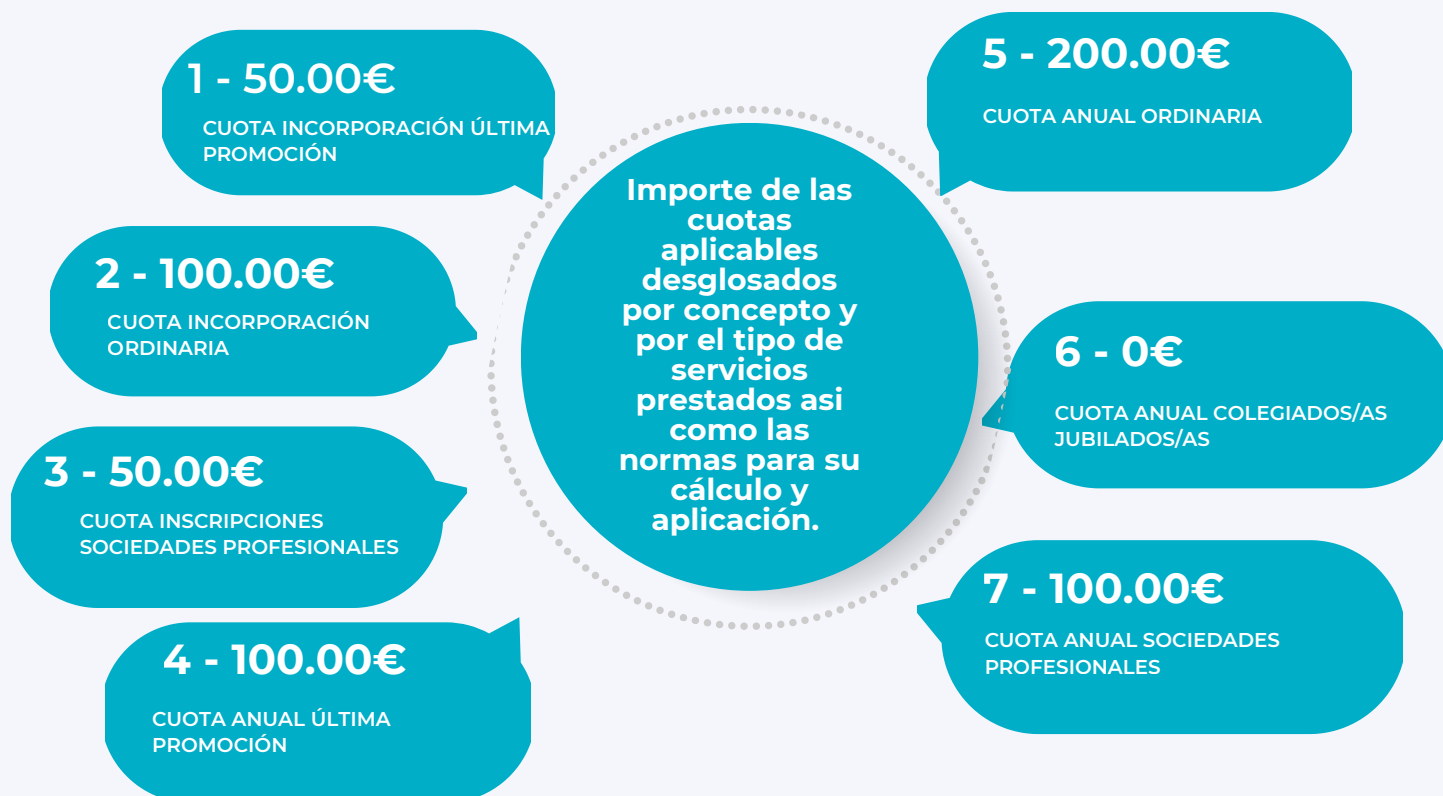 1 - 50.00€
CUOTA INCORPORACIÓN ÚLTIMA
PROMOCIÓN
2 - 100.00€
CUOTA INCORPORACIÓN
ORDINARIA
3 - 50.00€
CUOTA INSCRIPCIONES
SOCIEDADES PROFESIONALES
4 - 100.00€
CUOTA ANUAL ÚLTIMA
PROMOCIÓN
Importe de las
cuotas
aplicables
desglosados
por concepto y
por el tipo de
servicios
prestados asi
como las
normas para su
cálculo y
aplicación.
5 - 200.00€
CUOTA ANUAL ORDINARIA
6 - 0€
CUOTA ANUAL COLEGIADOS/AS
JUBILADOS/AS
7 - 100.00€
CUOTA ANUAL SOCIEDADES
PROFESIONALES